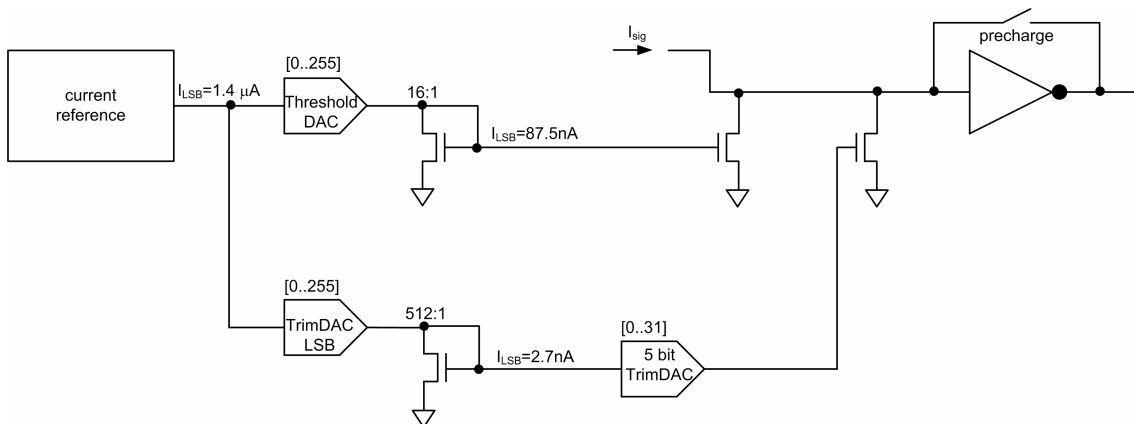 I_sig
precharge
[0..255]
current
reference
I_LSB=1.4 μA
Threshold
DAC
16:1
I_LSB=87.5nA
[0..255]
TrimDAC
LSB
512:1
I_LSB=2.7nA
[0..31]
5 bit
TrimDAC